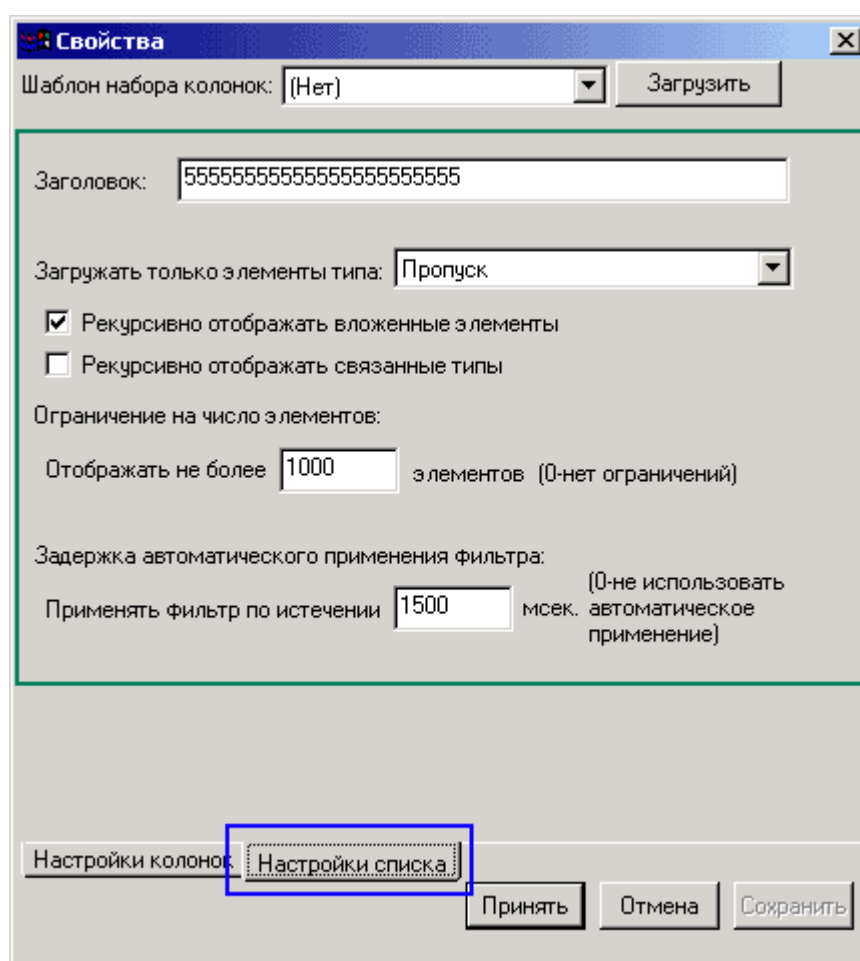 Свойства
Шаблон набора колонок: (Нет) Загрузить
Заголовок: 5555555555555555555555555
Загружать только элементы типа: Пропуск
Рекурсивно отображать вложенные элементы
Рекурсивно отображать связанные типы
Ограничение на число элементов:
Отображать не более 1000 элементов (0-нет ограничений)
Задержка автоматического применения фильтра:
Применять фильтр по истечении 1500 мсек. (0-не использовать
автоматическое
применение)
Настройки колонок Настройки списка
Принять Отмена Сохранить